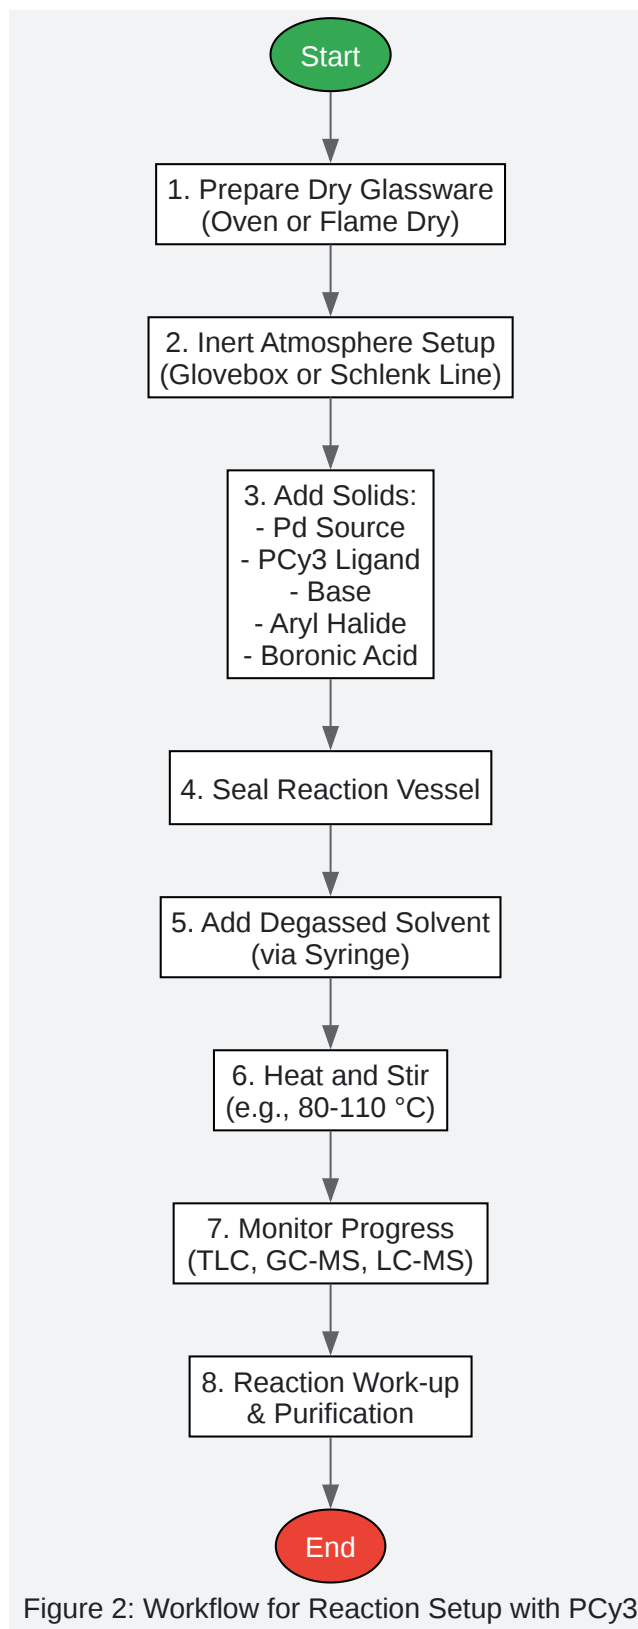 Start
1. Prepare Dry Glassware
(Oven or Flame Dry)
2. Inert Atmosphere Setup
(Glovebox or Schlenk Line)
3. Add Solids:
- Pd Source
- PCy3 Ligand
- Base
- Aryl Halide
- Boronic Acid
4. Seal Reaction Vessel
5. Add Degassed Solvent
(via Syringe)
6. Heat and Stir
(e.g., 80-110 °C)
7. Monitor Progress
(TLC, GC-MS, LC-MS)
8. Reaction Work-up
& Purification
End
Figure 2: Workflow for Reaction Setup with PCy3